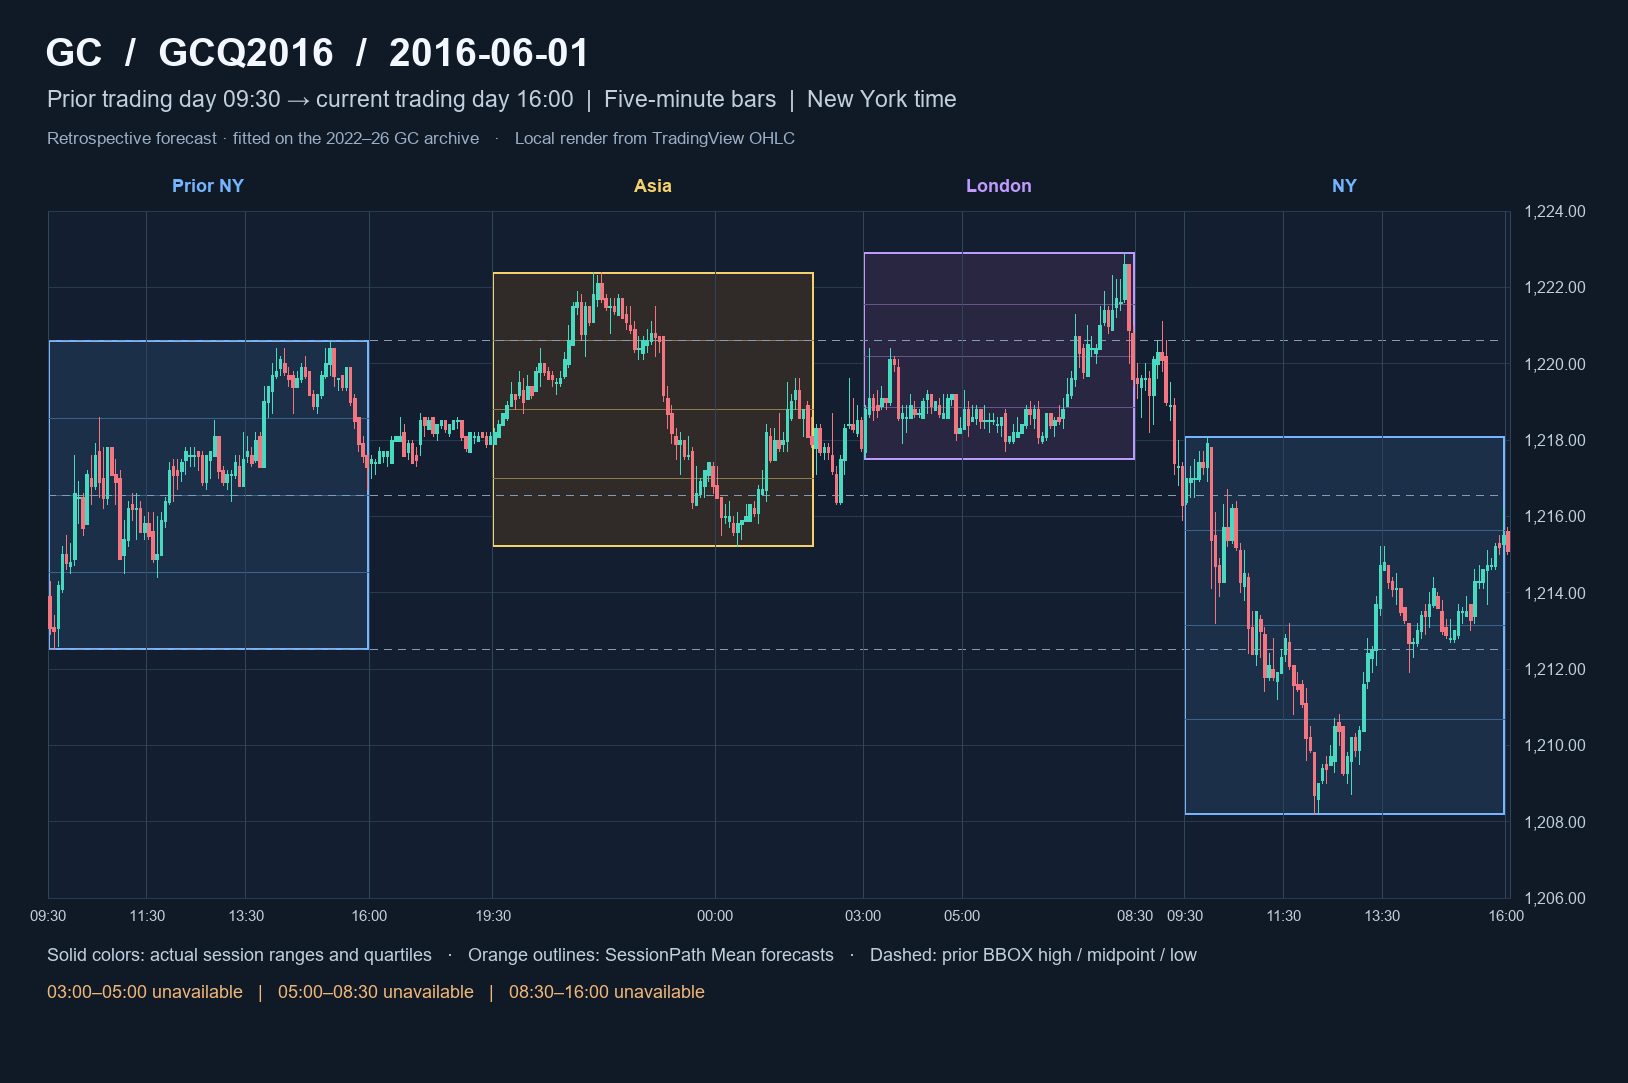 GC / GCQ2016 / 2016-06-01
Prior trading day 09:30 → current trading day 16:00 | Five-minute bars | New York time
Retrospective forecast · fitted on the 2022–26 GC archive · Local render from TradingView OHLC
Prior NY Asia London NY
1,224.00
1,222.00
1,220.00
1,218.00
1,216.00
1,214.00
1,212.00
1,210.00
1,208.00
1,206.00
09:30 11:30 13:30 16:00 19:30 00:00 03:00 05:00 08:30 09:30 11:30 13:30 16:00
Solid colors: actual session ranges and quartiles · Orange outlines: SessionPath Mean forecasts · Dashed: prior BBOX high / midpoint / low
03:00–05:00 unavailable | 05:00–08:30 unavailable | 08:30–16:00 unavailable